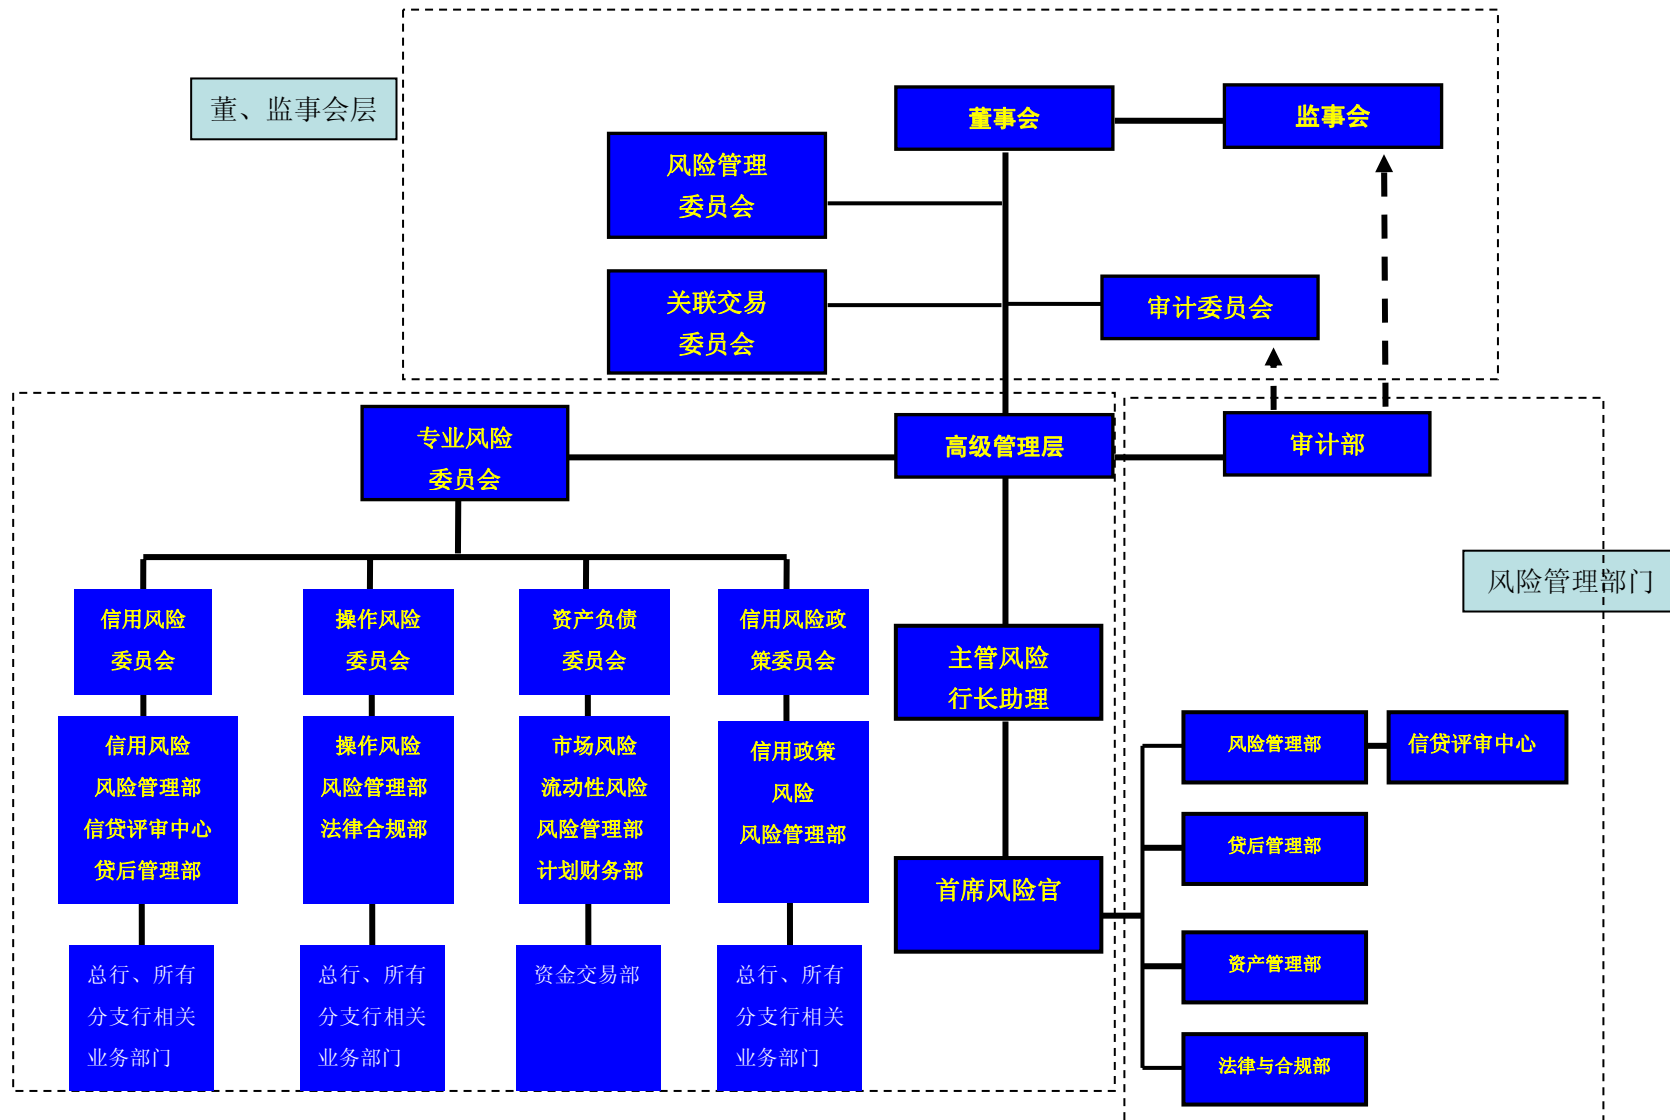 董、监事会层
董事会
监事会
风险管理
委员会
关联交易
委员会
审计委员会
专业风险
委员会
高级管理层
审计部
风险管理部门
信用风险
委员会
操作风险
委员会
资产负债
委员会
信用风险政
策委员会
主管风险
行长助理
信用风险
风险管理部
信贷评审中心
贷后管理部
操作风险
风险管理部
法律合规部
市场风险
流动性风险
风险管理部
计划财务部
信用政策
风险
风险管理部
首席风险官
风险管理部
信贷评审中心
贷后管理部
资产管理部
法律与合规部
总行、所有
分支行相关
业务部门
总行、所有
分支行相关
业务部门
资金交易部
总行、所有
分支行相关
业务部门